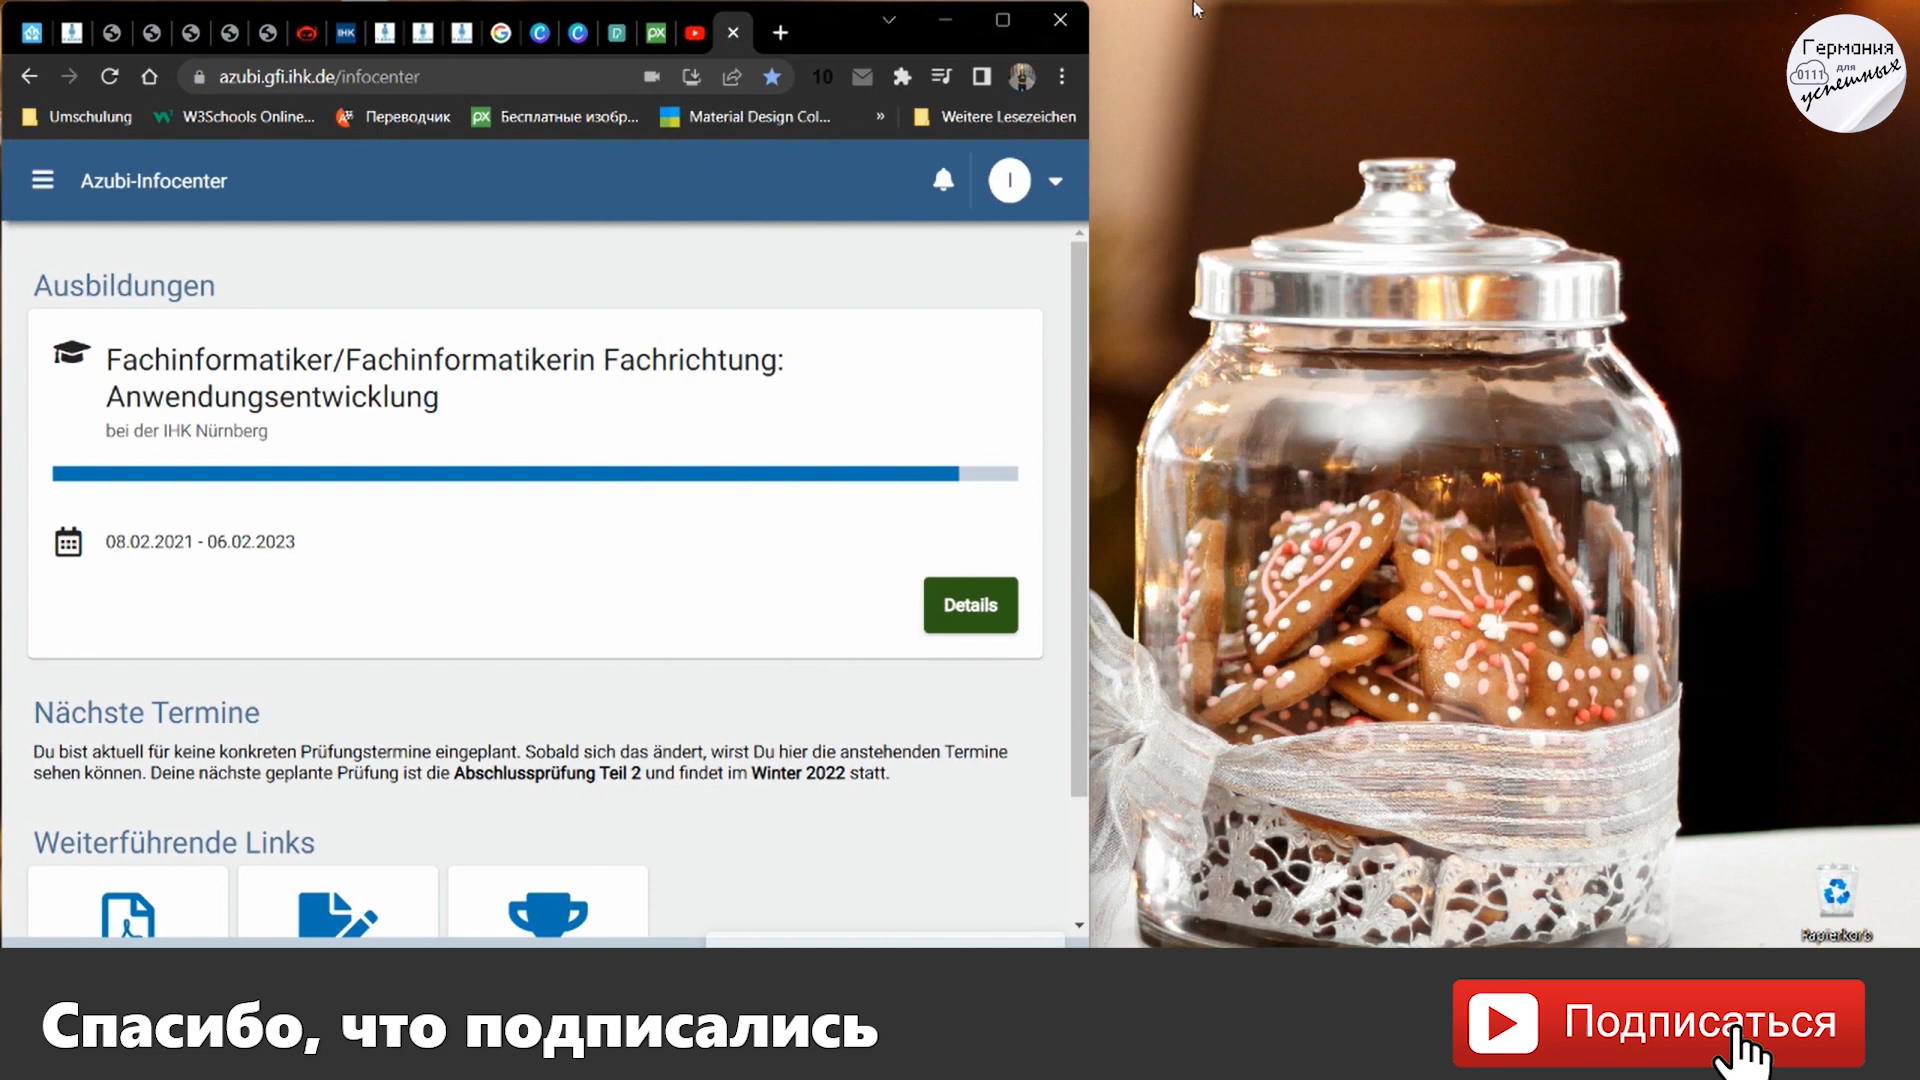 IHK
azubi.gfi.ihk.de/infocenter
10
Umschulung
W3Schools Online...
Переводчик
Бесплатные изобр...
Material Design Col...
»
Weitere Lesezeichen
Azubi-Infocenter
I
Ausbildungen
Fachinformatiker/Fachinformatikerin Fachrichtung:
Anwendungsentwicklung
bei der IHK Nürnberg
08.02.2021 - 06.02.2023
Details
Nächste Termine
Du bist aktuell für keine konkreten Prüfungstermine eingeplant. Sobald sich das ändert, wirst Du hier die anstehenden Termine
sehen können. Deine nächste geplante Prüfung ist die Abschlussprüfung Teil 2 und findet im Winter 2022 statt.
Weiterführende Links
Германия
для
0111
успешных
Papierkorb
Спасибо, что подписались
Подписаться